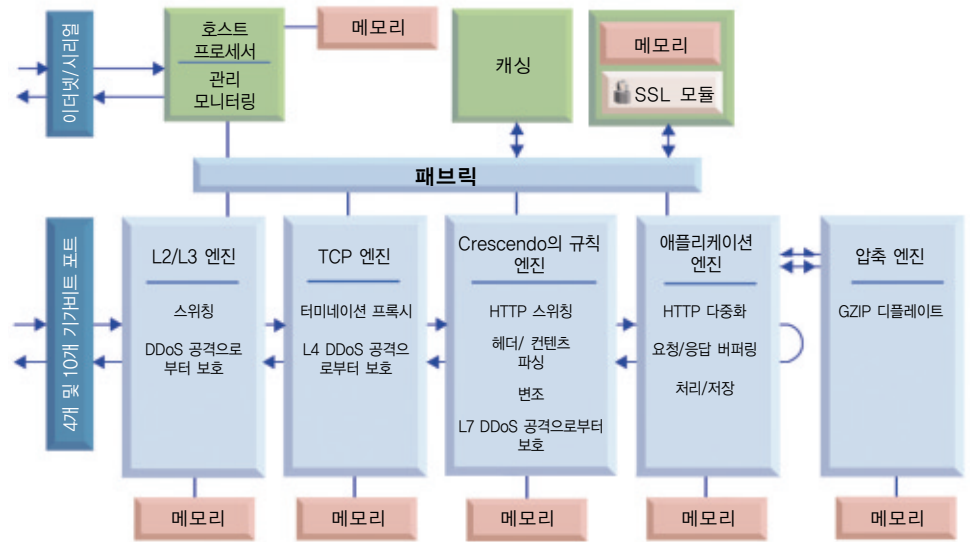 이더넷/시리얼
호스트
프로세서
관리
모니터링
메모리
캐싱
메모리
SSL 모듈
패브릭
4개 및 10개 기가비트 포트
L2/L3 엔진
스위칭
DDoS 공격으로
부터 보호
TCP 엔진
터미네이션 프록시
L4 DDoS 공격으
로부터 보호
Crescendo의 규칙
엔진
HTTP 스위칭
헤더/ 컨텐츠
파싱
변조
L7 DDoS 공격으로부터
보호
애플리케이션
엔진
HTTP 다중화
요청/응답 버퍼링
처리/저장
압축 엔진
GZIP 디플레이트
메모리
메모리
메모리
메모리
메모리